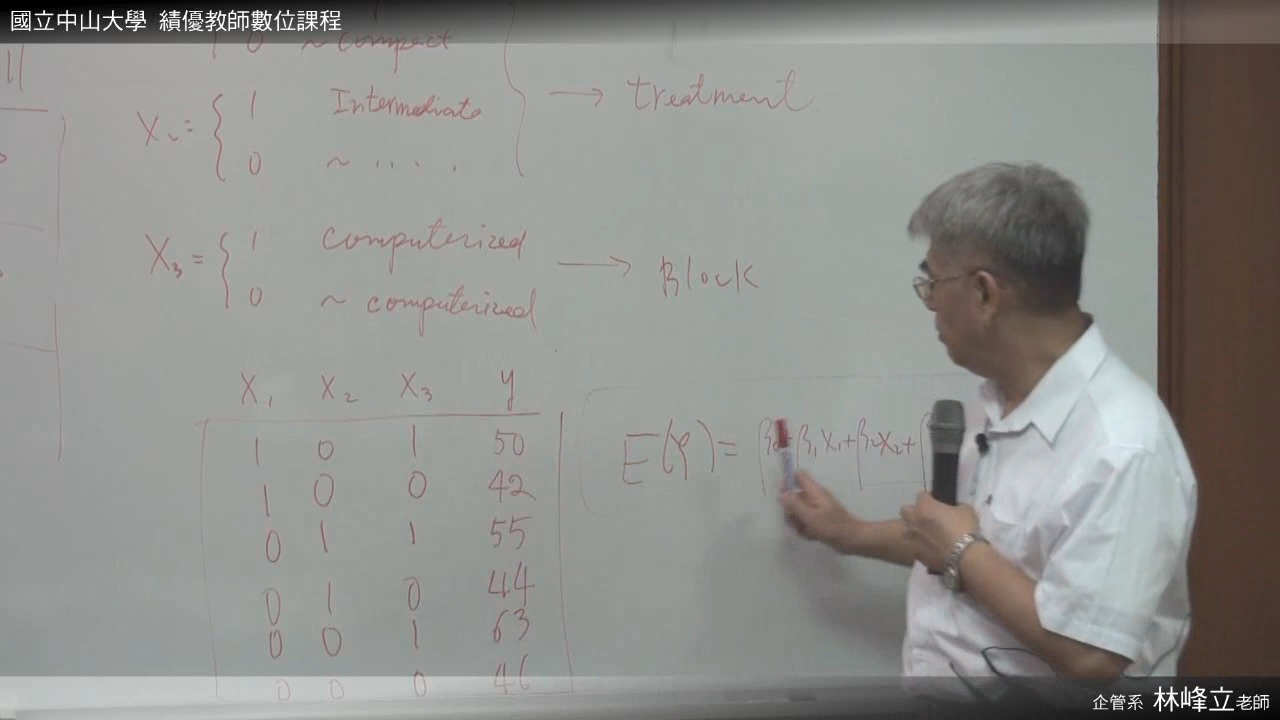 國立中山大學 績優教師數位課程
0 ~ compact
X₂ = { 1 Intermediate → treatment
0 ~ ....
X₃ = { 1 computerized → Block
0 ~ computerized
X₁ X₂ X₃ y
1 0 1 50
1 0 0 42
0 1 1 55
0 1 0 44
0 0 1 63
0 0 0 46
E(Y) = β₀+β₁X₁+β₂X₂+
企管系 林峰立老師